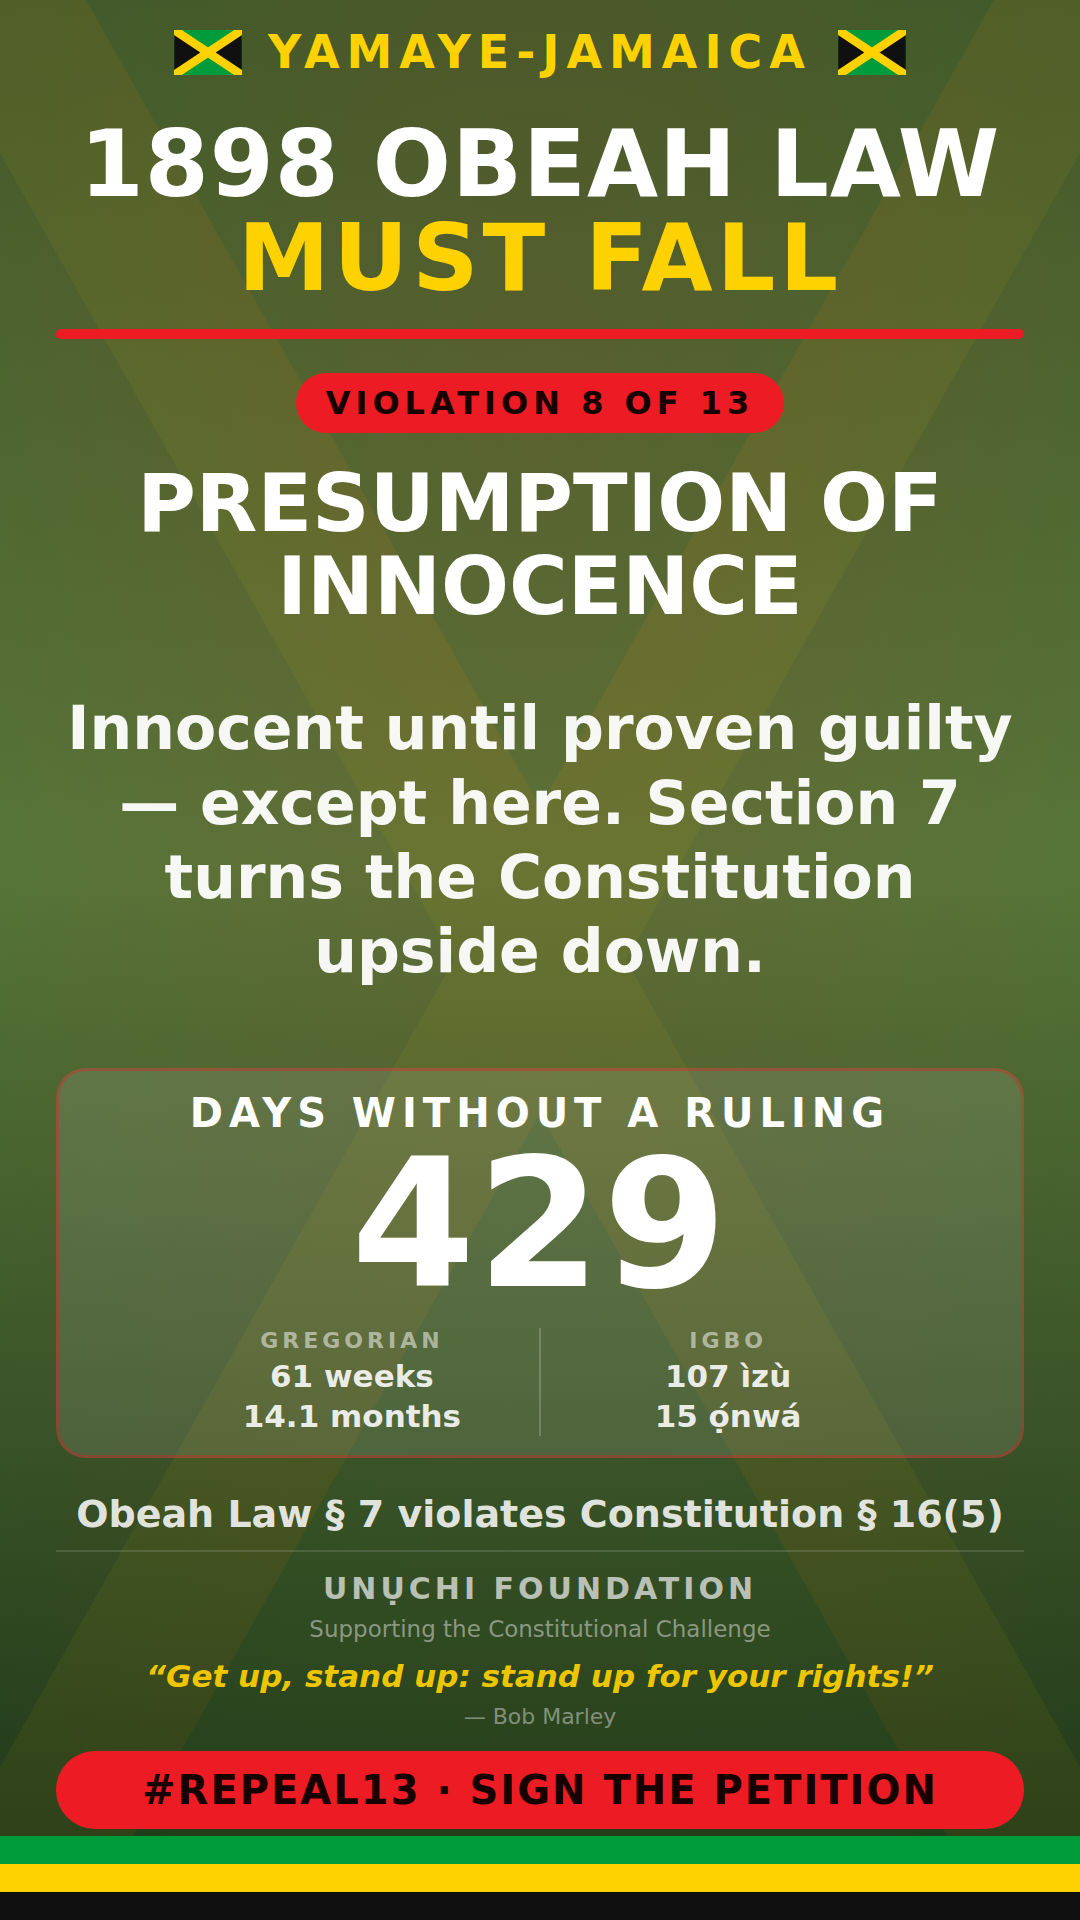 YAMAYE-JAMAICA
1898 OBEAH LAW
MUST FALL
VIOLATION 8 OF 13
PRESUMPTION OF
INNOCENCE
Innocent until proven guilty
— except here. Section 7
turns the Constitution
upside down.
DAYS WITHOUT A RULING
429
GREGORIAN
61 weeks
14.1 months
IGBO
107 ìzù
15 ọ́nwá
Obeah Law § 7 violates Constitution § 16(5)
UNỤCHI FOUNDATION
Supporting the Constitutional Challenge
“Get up, stand up: stand up for your rights!”
— Bob Marley
#REPEAL13 · SIGN THE PETITION